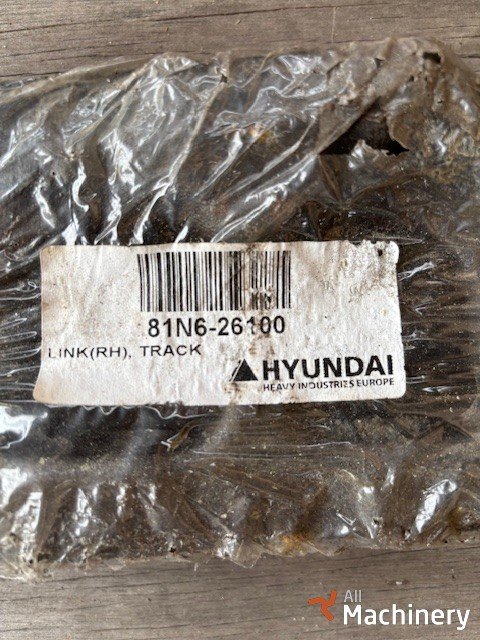 81N6-26100
LINK(RH), TRACK
HYUNDAI
HEAVY INDUSTRIES EUROPE
All
Machinery